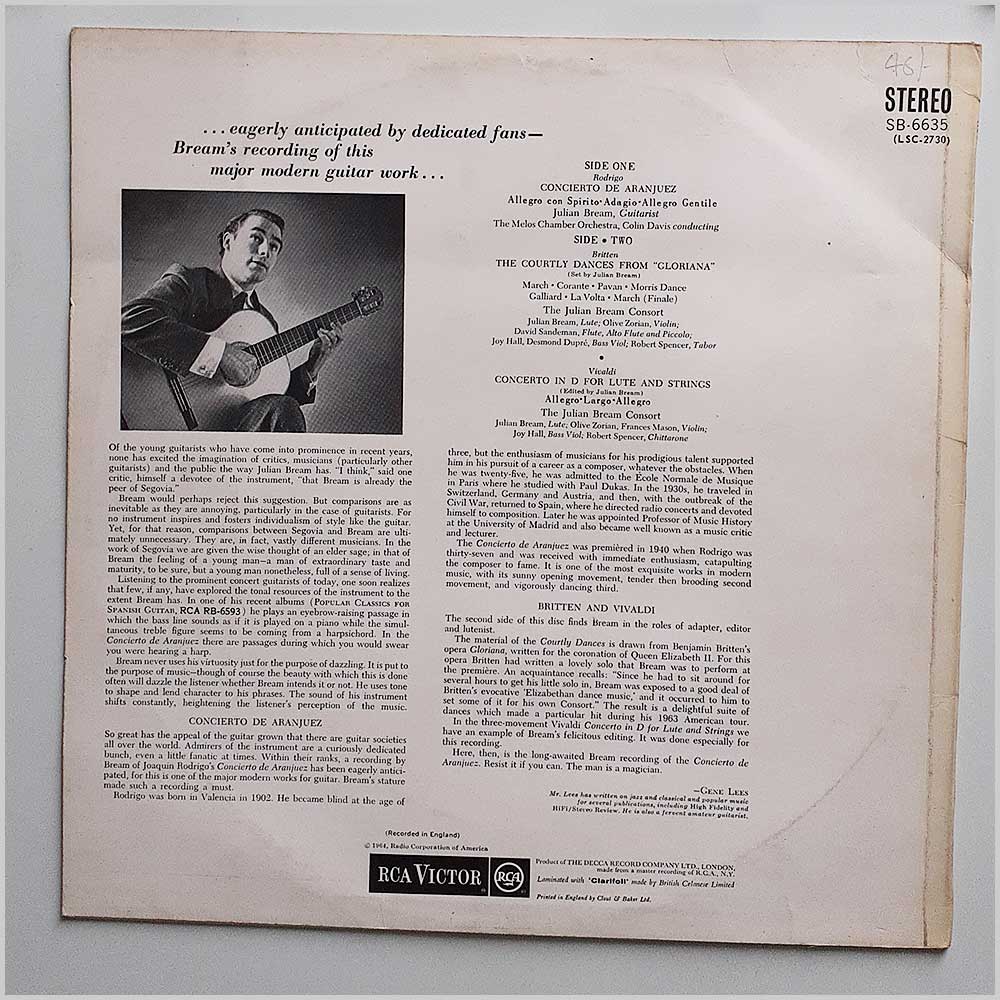 46/-
STEREO
SB-6635
(LSC-2730)
...eagerly anticipated by dedicated fans—
Bream's recording of this
major modern guitar work...
SIDE ONE
Rodrigo
CONCIERTO DE ARANJUEZ
Allegro con Spirito·Adagio·Allegro Gentile
Julian Bream, Guitarist
The Melos Chamber Orchestra, Colin Davis conducting
SIDE • TWO
Britten
THE COURTLY DANCES FROM "GLORIANA"
(Set by Julian Bream)
March · Corante · Pavan · Morris Dance
Galliard · La Volta · March (Finale)
The Julian Bream Consort
Julian Bream, Lute; Olive Zorian, Violin;
David Sandeman, Flute, Alto Flute and Piccolo;
Joy Hall, Desmond Dupré, Bass Viol; Robert Spencer, Tabor
•
Vivaldi
CONCERTO IN D FOR LUTE AND STRINGS
(Edited by Julian Bream)
Allegro·Largo·Allegro
The Julian Bream Consort
Julian Bream, Lute; Olive Zorian, Frances Mason, Violin;
Joy Hall, Bass Viol; Robert Spencer, Chittarone
Of the young guitarists who have come into prominence in recent years,
none has excited the imagination of critics, musicians (particularly other
guitarists) and the public the way Julian Bream has. "I think," said one
critic, himself a devotee of the instrument, "that Bream is already the
peer of Segovia."
Bream would perhaps reject this suggestion. But comparisons are as
inevitable as they are annoying, particularly in the case of guitarists. For
no instrument inspires and fosters individualism of style like the guitar.
Yet, for that reason, comparisons between Segovia and Bream are ulti-
mately unnecessary. They are, in fact, vastly different musicians. In the
work of Segovia we are given the wise thought of an elder sage; in that of
Bream the feeling of a young man—a man of extraordinary taste and
maturity, to be sure, but a young man nonetheless, full of a sense of living.
Listening to the prominent concert guitarists of today, one soon realizes
that few, if any, have explored the tonal resources of the instrument to the
extent Bream has. In one of his recent albums (POPULAR CLASSICS FOR
SPANISH GUITAR, RCA RB-6593) he plays an eyebrow-raising passage in
which the bass line sounds as if it is played on a piano while the simul-
taneous treble figure seems to be coming from a harpsichord. In the
Concierto de Aranjuez there are passages during which you would swear
you were hearing a harp.
Bream never uses his virtuosity just for the purpose of dazzling. It is put to
the purpose of music—though of course the beauty with which this is done
often will dazzle the listener whether Bream intends it or not. He uses tone
to shape and lend character to his phrases. The sound of his instrument
shifts constantly, heightening the listener's perception of the music.
CONCIERTO DE ARANJUEZ
So great has the appeal of the guitar grown that there are guitar societies
all over the world. Admirers of the instrument are a curiously dedicated
bunch, even a little fanatic at times. Within their ranks, a recording by
Bream of Joaquin Rodrigo's Concierto de Aranjuez has been eagerly antici-
pated, for this is one of the major modern works for guitar. Bream's stature
made such a recording a must.
Rodrigo was born in Valencia in 1902. He became blind at the age of
three, but the enthusiasm of musicians for his prodigious talent supported
him in his pursuit of a career as a composer, whatever the obstacles. When
he was twenty-five, he was admitted to the École Normale de Musique
in Paris where he studied with Paul Dukas. In the 1930s, he traveled in
Switzerland, Germany and Austria, and then, with the outbreak of the
Civil War, returned to Spain, where he directed radio concerts and devoted
himself to composition. Later he was appointed Professor of Music History
at the University of Madrid and also became well known as a music critic
and lecturer.
The Concierto de Aranjuez was premièred in 1940 when Rodrigo was
thirty-seven and was received with immediate enthusiasm, catapulting
the composer to fame. It is one of the most exquisite works in modern
music, with its sunny opening movement, tender then brooding second
movement, and vigorously dancing third.
BRITTEN AND VIVALDI
The second side of this disc finds Bream in the roles of adapter, editor
and lutenist.
The material of the Courtly Dances is drawn from Benjamin Britten's
opera Gloriana, written for the coronation of Queen Elizabeth II. For this
opera Britten had written a lovely solo that Bream was to perform at
the première. An acquaintance recalls: "Since he had to sit around for
several hours to get his little solo in, Bream was exposed to a good deal of
Britten's evocative 'Elizabethan dance music,' and it occurred to him to
set some of it for his own Consort." The result is a delightful suite of
dances which made a particular hit during his 1963 American tour.
In the three-movement Vivaldi Concerto in D for Lute and Strings we
have an example of Bream's felicitous editing. It was done especially for
this recording.
Here, then, is the long-awaited Bream recording of the Concierto de
Aranjuez. Resist it if you can. The man is a magician.
—GENE LEES
Mr. Lees has written on jazz and classical and popular music
for several publications, including High Fidelity and
HiFi/Stereo Review. He is also a fervent amateur guitarist.
(Recorded in England)
© 1964, Radio Corporation of America
RCA VICTOR
RCA
Product of THE DECCA RECORD COMPANY LTD., LONDON,
made from a master recording of R.C.A., N.Y.
Laminated with 'Clarifoil' made by British Celanese Limited
Printed in England by Clout & Baker Ltd.